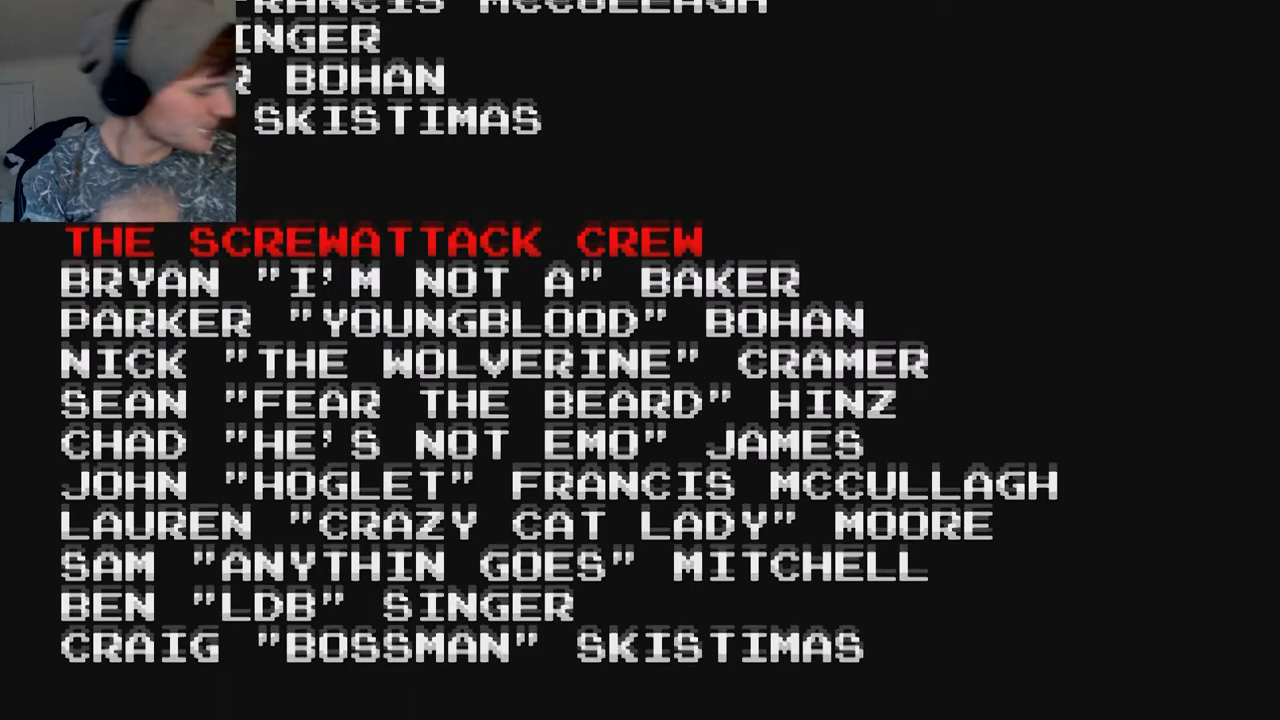 FRANCIS MCCULLAGH
INGER
R BOHAN
SKISTIMAS
THE SCREWATTACK CREW
BRYAN "I'M NOT A" BAKER
PARKER "YOUNGBLOOD" BOHAN
NICK "THE WOLVERINE" CRAMER
SEAN "FEAR THE BEARD" HINZ
CHAD "HE'S NOT EMO" JAMES
JOHN "HOGLET" FRANCIS MCCULLAGH
LAUREN "CRAZY CAT LADY" MOORE
SAM "ANYTHIN GOES" MITCHELL
BEN "LDB" SINGER
CRAIG "BOSSMAN" SKISTIMAS